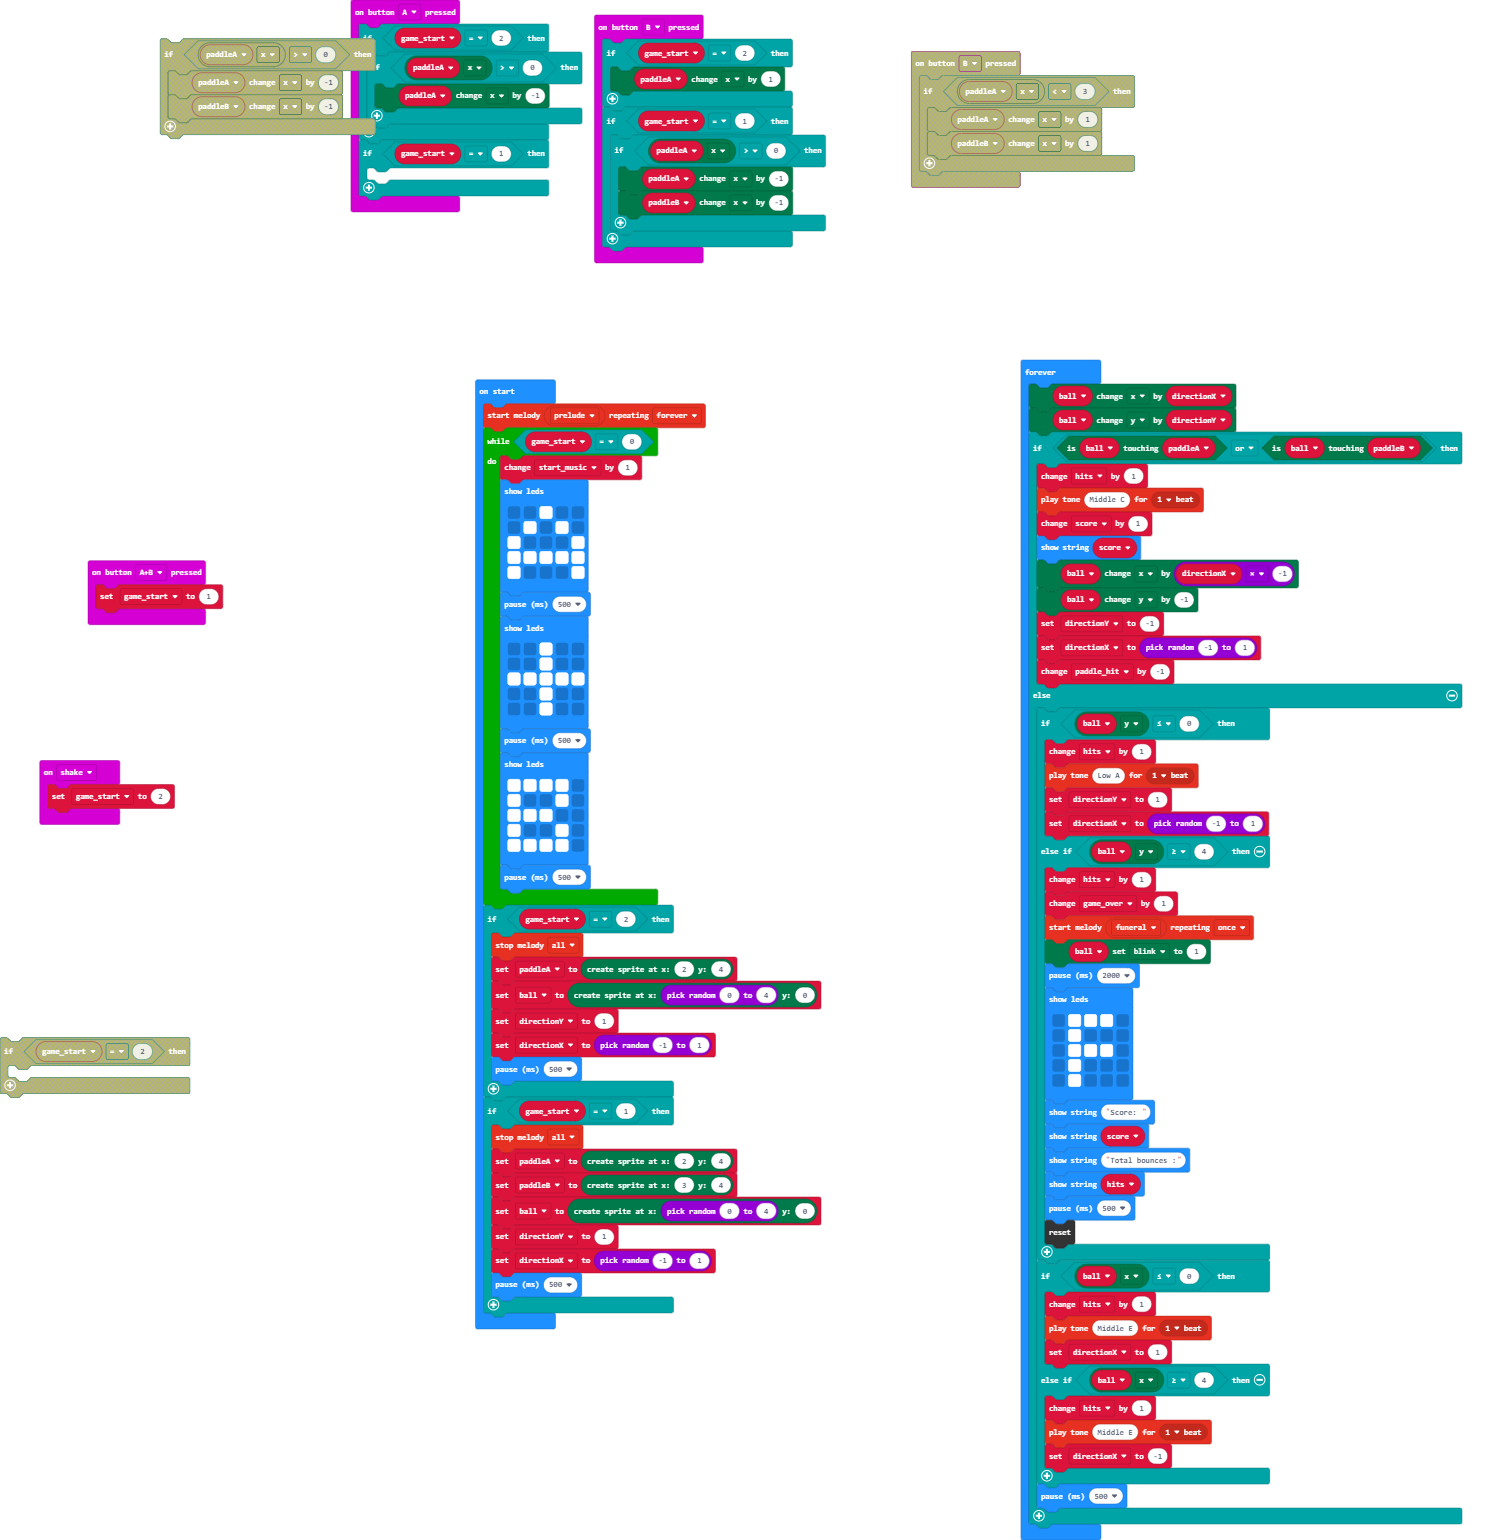 on button A pressed
if game_start = 2 then
if paddleA x > 0 then
paddleA change x by -1
if game_start = 1 then
if paddleA x > 0 then
paddleA change x by -1
paddleB change x by -1
on button B pressed
if game_start = 2 then
paddleA change x by 1
if game_start = 1 then
if paddleA x > 0 then
paddleA change x by -1
paddleB change x by -1
on button B pressed
if paddleA x < 3 then
paddleA change x by 1
paddleB change x by 1
on button A+B pressed
set game_start to 1
on shake
set game_start to 2
if game_start = 2 then
on start
start melody prelude repeating forever
while game_start = 0
do
change start_music by 1
show leds
pause (ms) 500
show leds
pause (ms) 500
show leds
pause (ms) 500
if game_start = 2 then
stop melody all
set paddleA to create sprite at x: 2 y: 4
set ball to create sprite at x: pick random 0 to 4 y: 0
set directionY to 1
set directionX to pick random -1 to 1
pause (ms) 500
if game_start = 1 then
stop melody all
set paddleA to create sprite at x: 2 y: 4
set paddleB to create sprite at x: 3 y: 4
set ball to create sprite at x: pick random 0 to 4 y: 0
set directionY to 1
set directionX to pick random -1 to 1
pause (ms) 500
forever
ball change x by directionX
ball change y by directionY
if is ball touching paddleA or is ball touching paddleB then
change hits by 1
play tone Middle C for 1 beat
change score by 1
show string score
ball change x by directionX × -1
ball change y by -1
set directionY to -1
set directionX to pick random -1 to 1
change paddle_hit by -1
else
if ball y ≤ 0 then
change hits by 1
play tone Low A for 1 beat
set directionY to 1
set directionX to pick random -1 to 1
else if ball y ≥ 4 then
change hits by 1
change game_over by 1
start melody funeral repeating once
ball set blink to 1
pause (ms) 2000
show leds
show string "Score: "
show string score
show string "Total bounces :"
show string hits
pause (ms) 500
reset
if ball x ≤ 0 then
change hits by 1
play tone Middle E for 1 beat
set directionX to 1
else if ball x ≥ 4 then
change hits by 1
play tone Middle E for 1 beat
set directionX to -1
pause (ms) 500